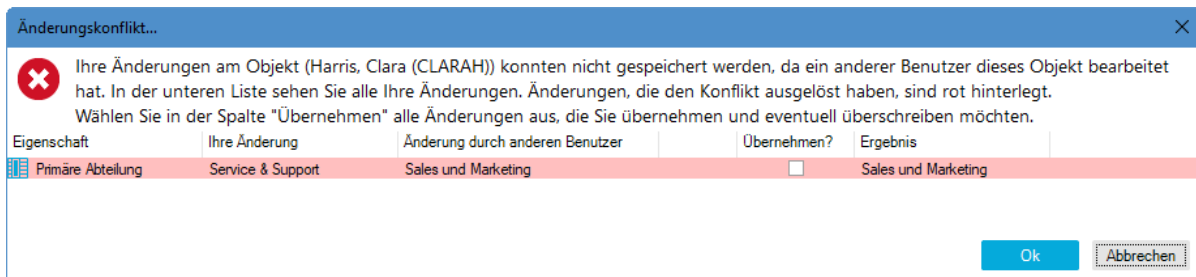 Änderungskonflikt...
Ihre Änderungen am Objekt (Harris, Clara (CLARAH)) konnten nicht gespeichert werden, da ein anderer Benutzer dieses Objekt bearbeitet
hat. In der unteren Liste sehen Sie alle Ihre Änderungen. Änderungen, die den Konflikt ausgelöst haben, sind rot hinterlegt.
Wählen Sie in der Spalte "Übernehmen" alle Änderungen aus, die Sie übernehmen und eventuell überschreiben möchten.
Eigenschaft Ihre Änderung Änderung durch anderen Benutzer Übernehmen? Ergebnis
Primäre Abteilung Service & Support Sales und Marketing Sales und Marketing
Ok Abbrechen